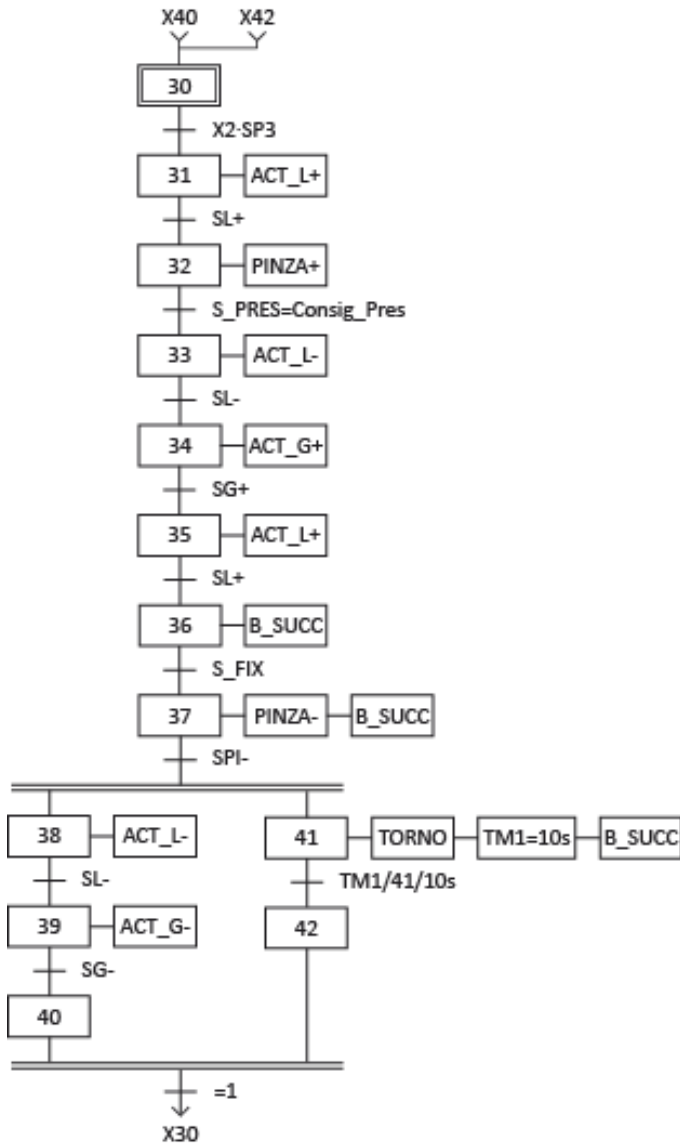 X40 X42
30
X2·SP3
31 ACT_L+
SL+
32 PINZA+
S_PRES=Consig_Pres
33 ACT_L-
SL-
34 ACT_G+
SG+
35 ACT_L+
SL+
36 B_SUCC
S_FIX
37 PINZA- B_SUCC
SPI-
38 ACT_L- 41 TORNO TM1=10s B_SUCC
SL- TM1/41/10s
39 ACT_G- 42
SG-
40
=1
X30